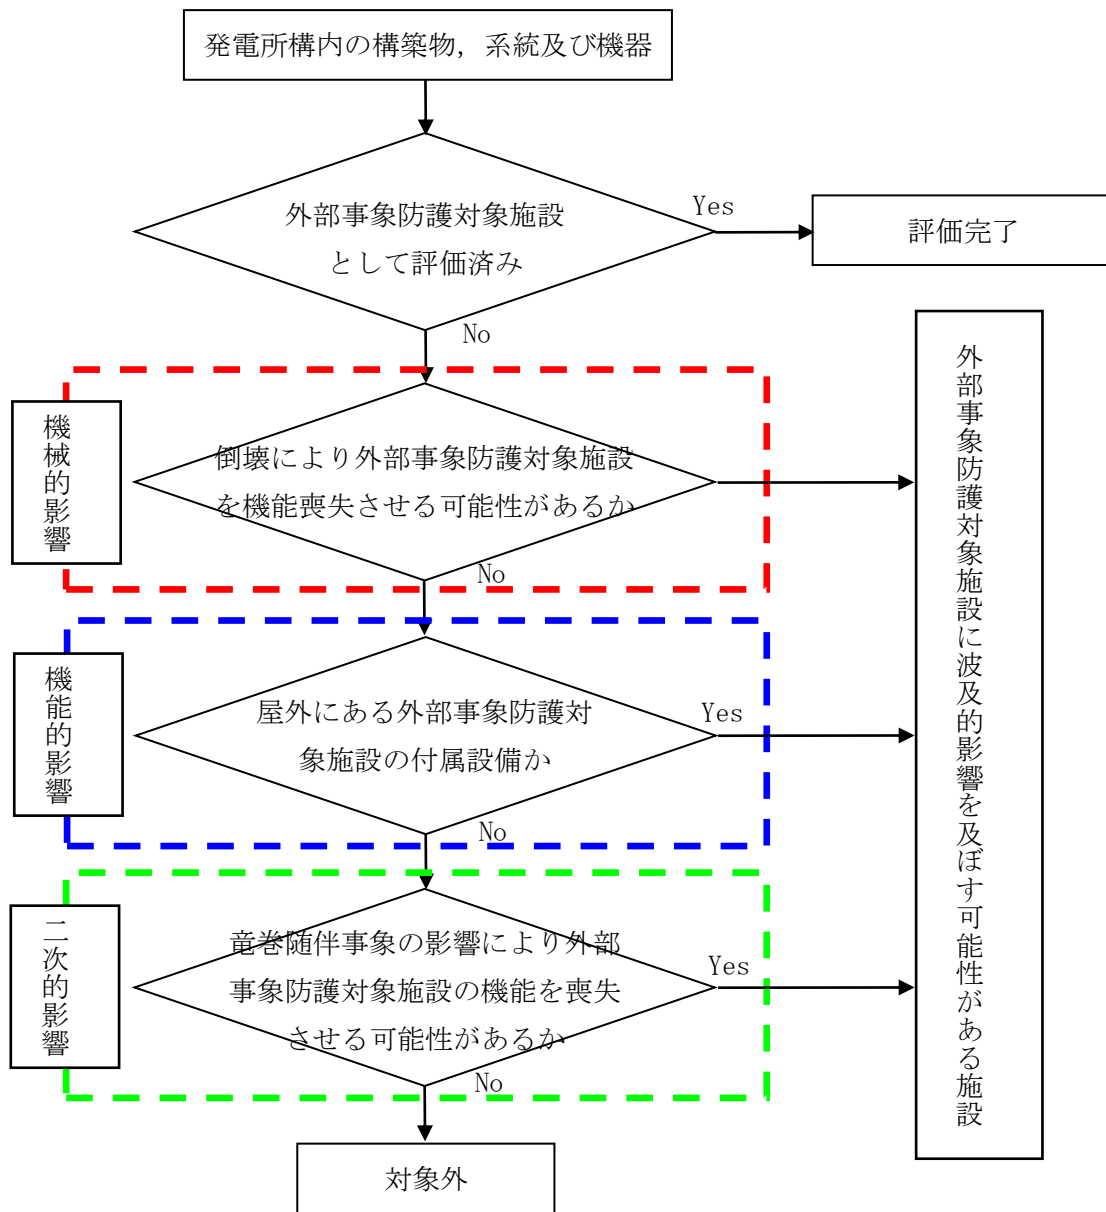 発電所構内の構築物，系統及び機器
外部事象防護対象施設
として評価済み
Yes
評価完了
No
機械的影響
倒壊により外部事象防護対象施設
を機能喪失させる可能性があるか
No
機能的影響
屋外にある外部事象防護対
象施設の付属設備か
Yes
No
二次的影響
竜巻随伴事象の影響により外部
事象防護対象施設の機能を喪失
させる可能性があるか
Yes
No
対象外
外部事象防護対象施設に波及的影響を及ぼす可能性がある施設